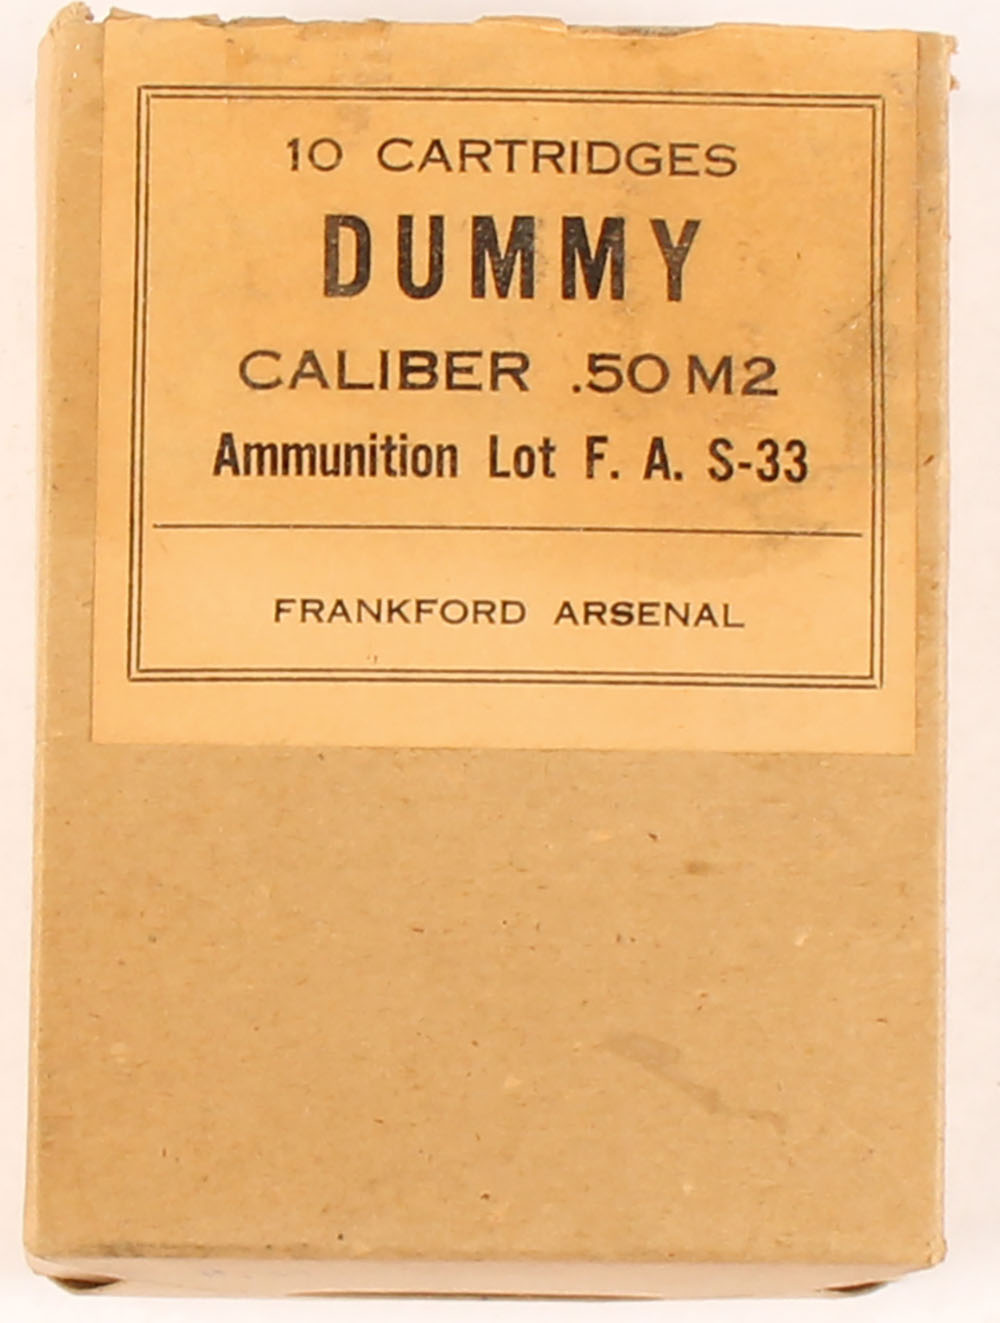 10 CARTRIDGES
DUMMY
CALIBER .50 M2
Ammunition Lot F. A. S-33
FRANKFORD ARSENAL